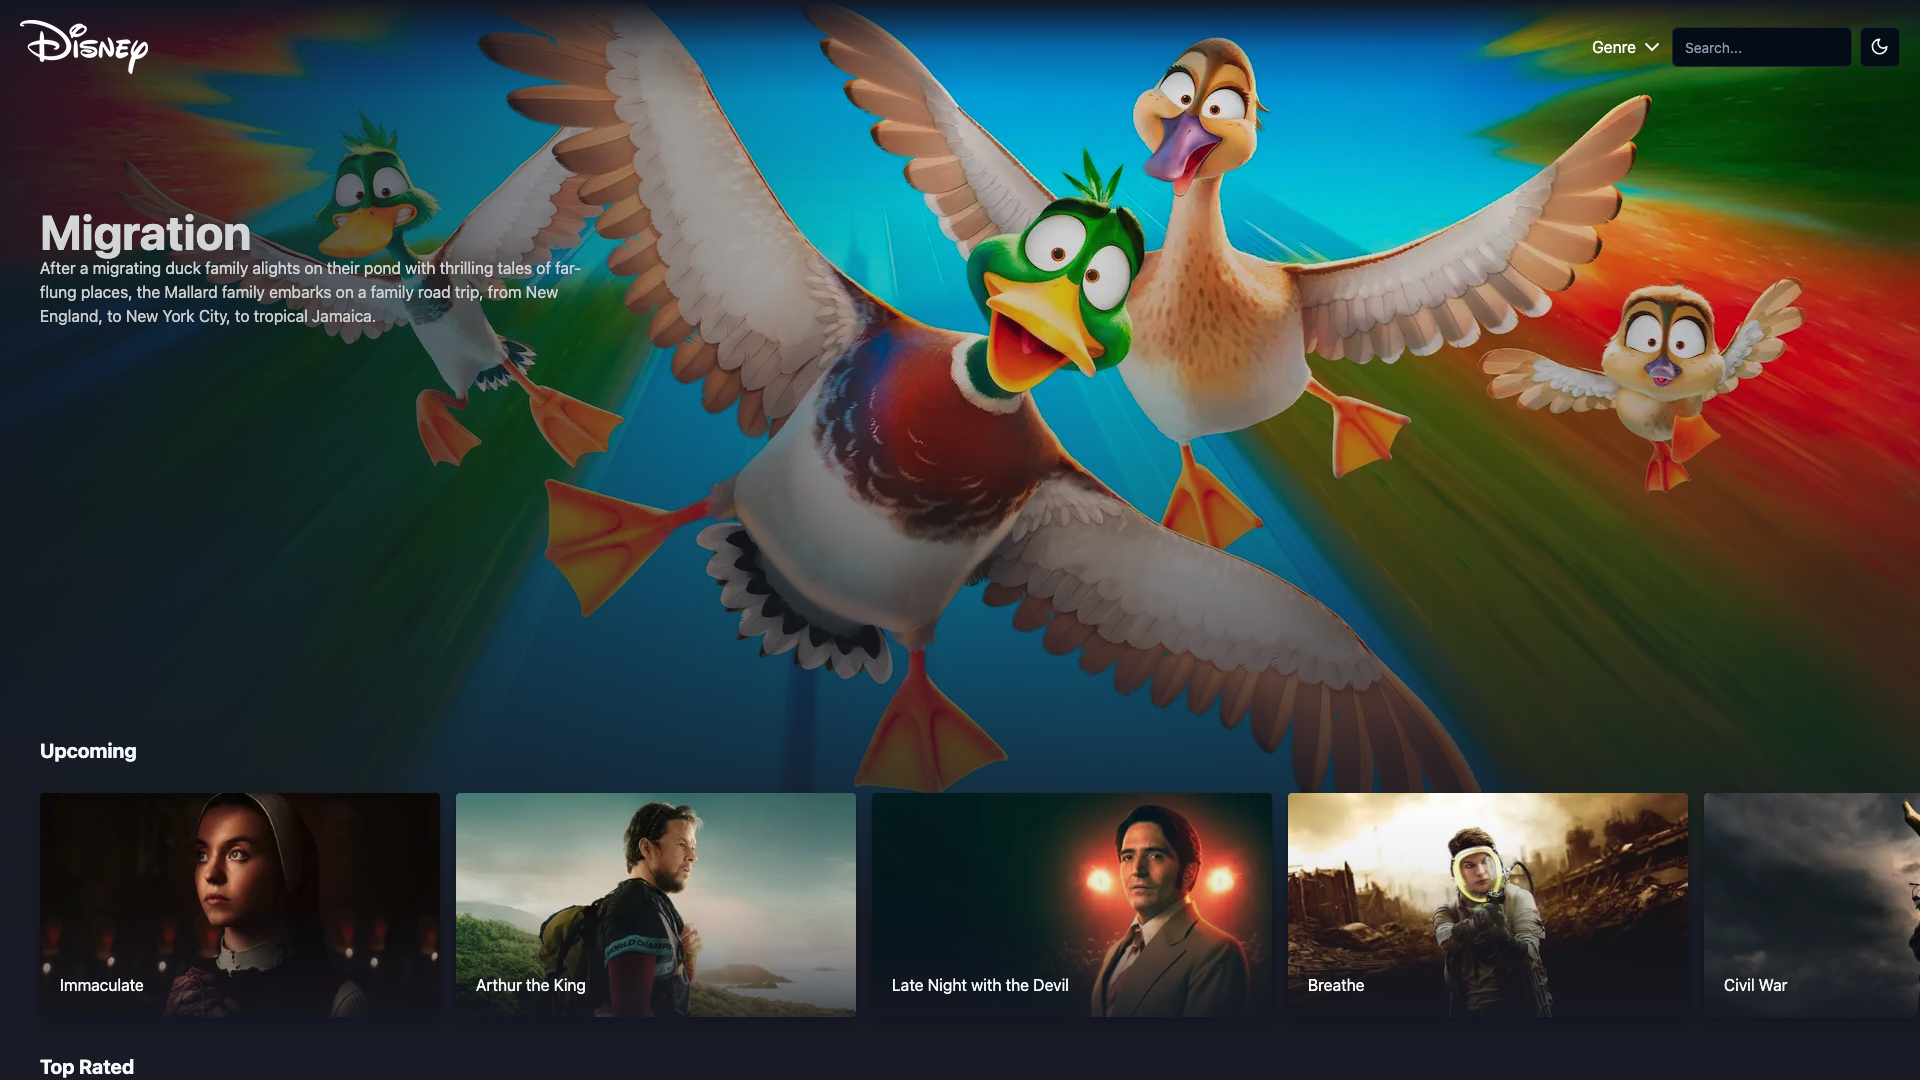 Disney
Genre
Search...
Migration
After a migrating duck family alights on their pond with thrilling tales of far-
flung places, the Mallard family embarks on a family road trip, from New
England, to New York City, to tropical Jamaica.
Upcoming
WORLD CHAMP
Immaculate
Arthur the King
Late Night with the Devil
Breathe
Civil War
Top Rated